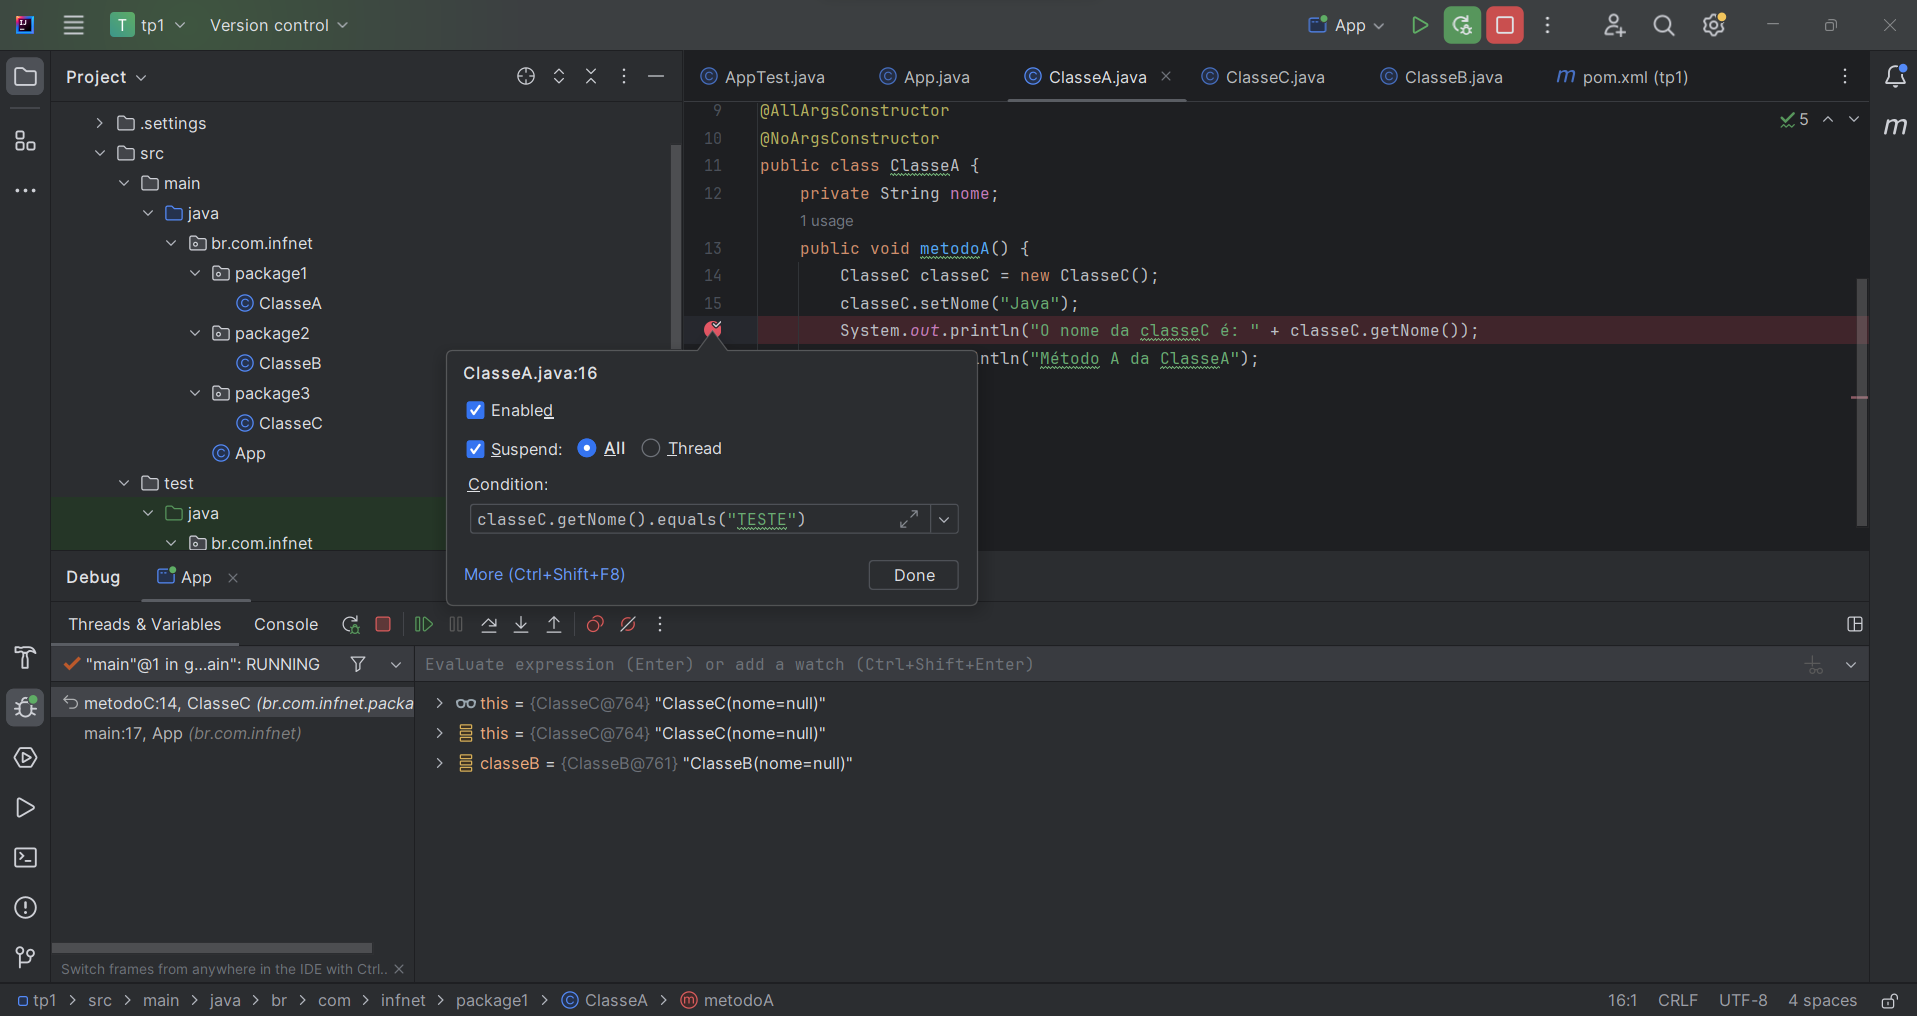 T tp1 Version control App
Project
.settings
src
main
java
br.com.infnet
package1
ClasseA
package2
ClasseB
package3
ClasseC
App
test
java
br.com.infnet
AppTest.java App.java ClasseA.java ClasseC.java ClasseB.java m pom.xml (tp1)
5
m
9 @AllArgsConstructor
10 @NoArgsConstructor
11 public class ClasseA {
12 private String nome;
1 usage
13 public void metodoA() {
14 ClasseC classeC = new ClasseC();
15 classeC.setNome("Java");
System.out.println("O nome da classeC é: " + classeC.getNome());
ntln("Método A da ClasseA");
ClasseA.java:16
Enabled
Suspend: All Thread
Condition:
classeC.getNome().equals("TESTE")
More (Ctrl+Shift+F8) Done
Debug App
Threads & Variables Console
"main"@1 in g...ain": RUNNING
Evaluate expression (Enter) or add a watch (Ctrl+Shift+Enter)
metodoC:14, ClasseC (br.com.infnet.packa
main:17, App (br.com.infnet)
this = {ClasseC@764} "ClasseC(nome=null)"
this = {ClasseC@764} "ClasseC(nome=null)"
classeB = {ClasseB@761} "ClasseB(nome=null)"
Switch frames from anywhere in the IDE with Ctrl..
tp1 > src > main > java > br > com > infnet > package1 > ClasseA > metodoA
16:1 CRLF UTF-8 4 spaces